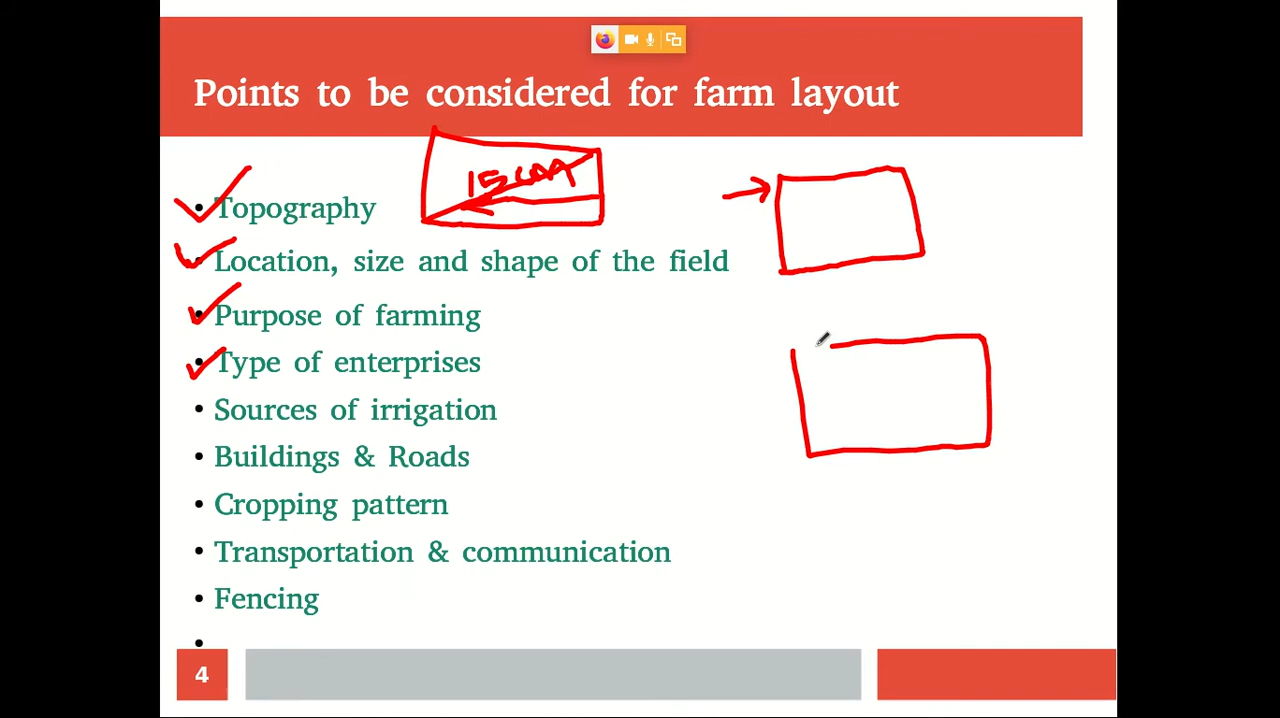 Points to be considered for farm layout
Topography
Location, size and shape of the field
Purpose of farming
Type of enterprises
Sources of irrigation
Buildings & Roads
Cropping pattern
Transportation & communication
Fencing
4